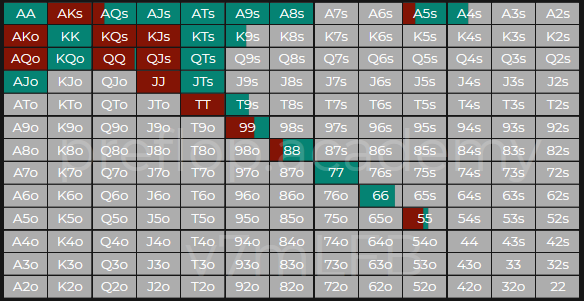 AA AKs AQs AJs ATs A9s A8s A7s A6s A5s A4s A3s A2s
AKo KK KQs KJs KTs K9s K8s K7s K6s K5s K4s K3s K2s
AQo KQo QQ QJs QTs Q9s Q8s Q7s Q6s Q5s Q4s Q3s Q2s
AJo KJo QJo JJ JTs J9s J8s J7s J6s J5s J4s J3s J2s
ATo KTo QTo JTo TT T9s T8s T7s T6s T5s T4s T3s T2s
A9o K9o Q9o J9o T9o 99 98s 97s 96s 95s 94s 93s 92s
A8o K8o Q8o J8o T8o 98o 88 87s 86s 85s 84s 83s 82s
preflop.academy
A7o K7o Q7o J7o T7o 97o 87o 77 76s 75s 74s 73s 72s
A6o K6o Q6o J6o T6o 96o 86o 76o 66 65s 64s 63s 62s
A5o K5o Q5o J5o T5o 95o 85o 75o 65o 55 54s 53s 52s
A4o K4o Q4o J4o T4o 94o 84o 74o 64o 54o 44 43s 42s
A3o K3o Q3o J3o T3o 93o 83o 73o 63o 53o 43o 33 32s
A2o K2o Q2o J2o T2o 92o 82o 72o 62o 52o 42o 32o 22